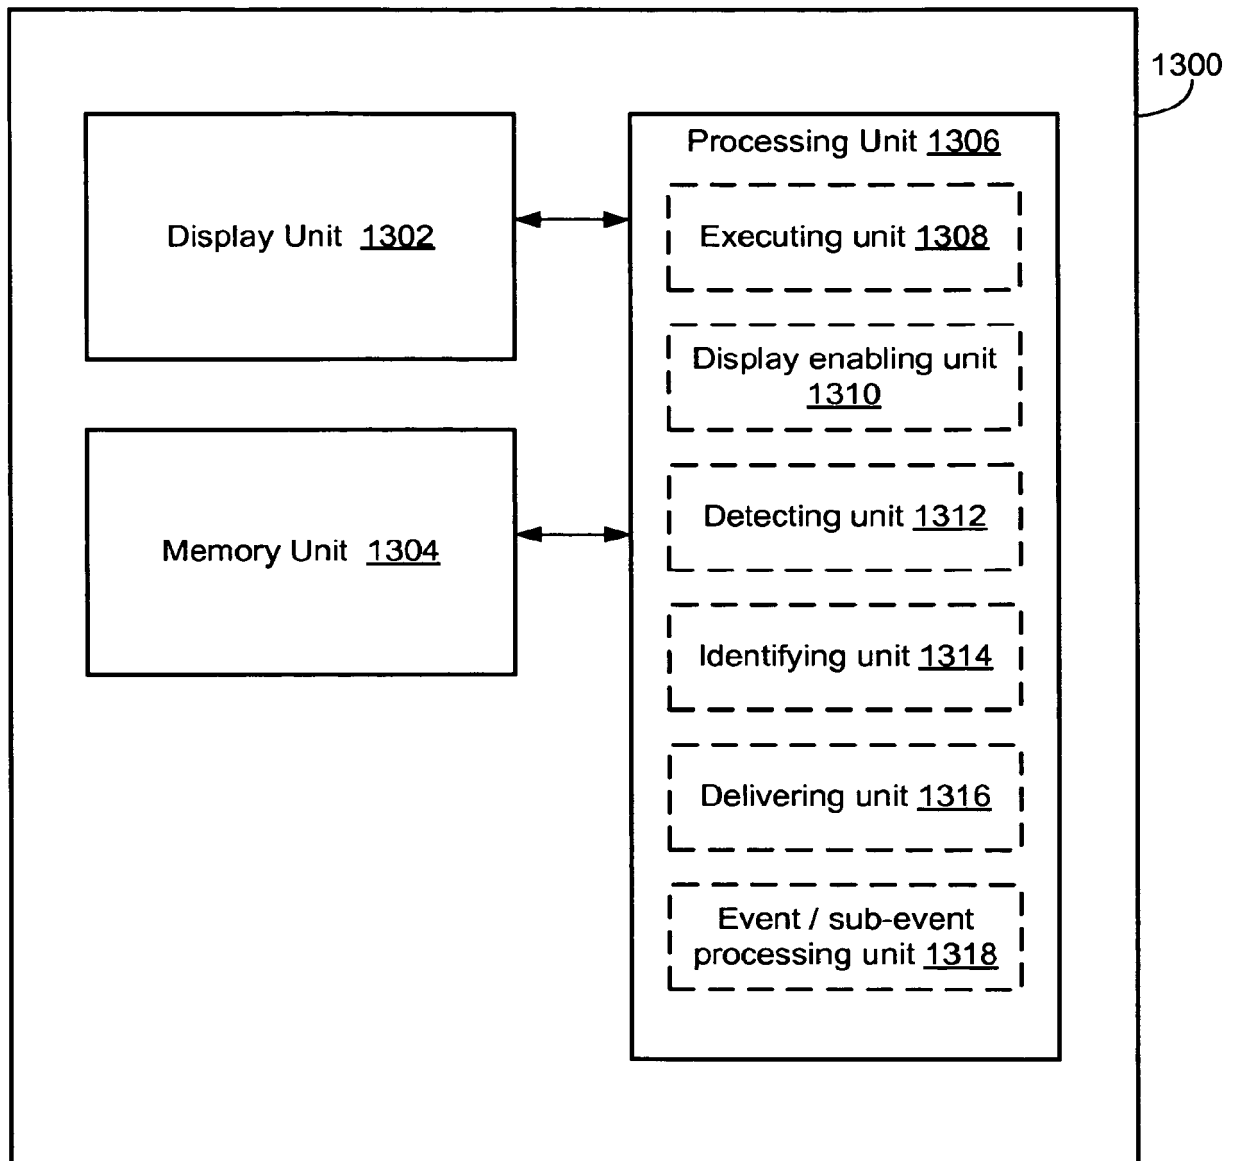 1300
Display Unit 1302
Memory Unit 1304
Processing Unit 1306
Executing unit 1308
Display enabling unit
1310
Detecting unit 1312
Identifying unit 1314
Delivering unit 1316
Event / sub-event
processing unit 1318